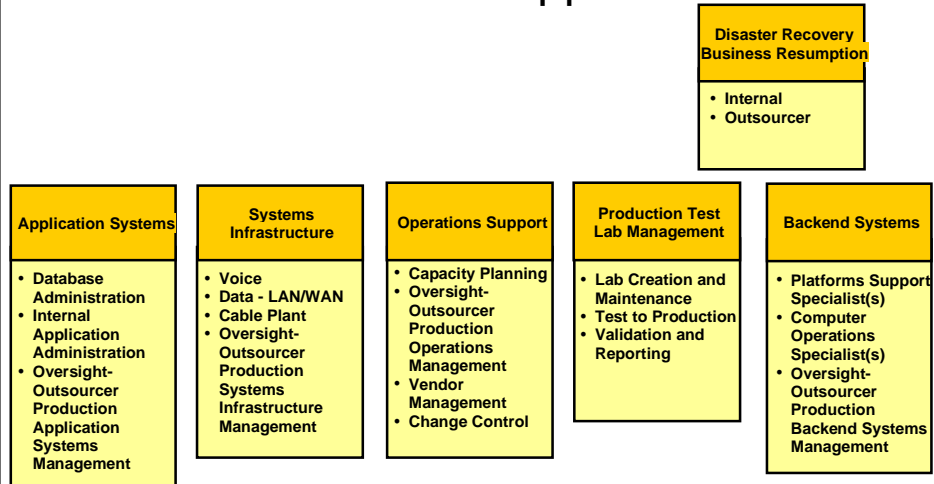 Disaster Recovery
Business Resumption
• Internal
• Outsourcer
Application Systems
• Database
Administration
• Internal
Application
Administration
• Oversight-
Outsourcer
Production
Application
Systems
Management
Systems
Infrastructure
• Voice
• Data - LAN/WAN
• Cable Plant
• Oversight-
Outsourcer
Production
Systems
Infrastructure
Management
Operations Support
• Capacity Planning
• Oversight-
Outsourcer
Production
Operations
Management
• Vendor
Management
• Change Control
Production Test
Lab Management
• Lab Creation and
Maintenance
• Test to Production
• Validation and
Reporting
Backend Systems
• Platforms Support
Specialist(s)
• Computer
Operations
Specialist(s)
• Oversight-
Outsourcer
Production
Backend Systems
Management